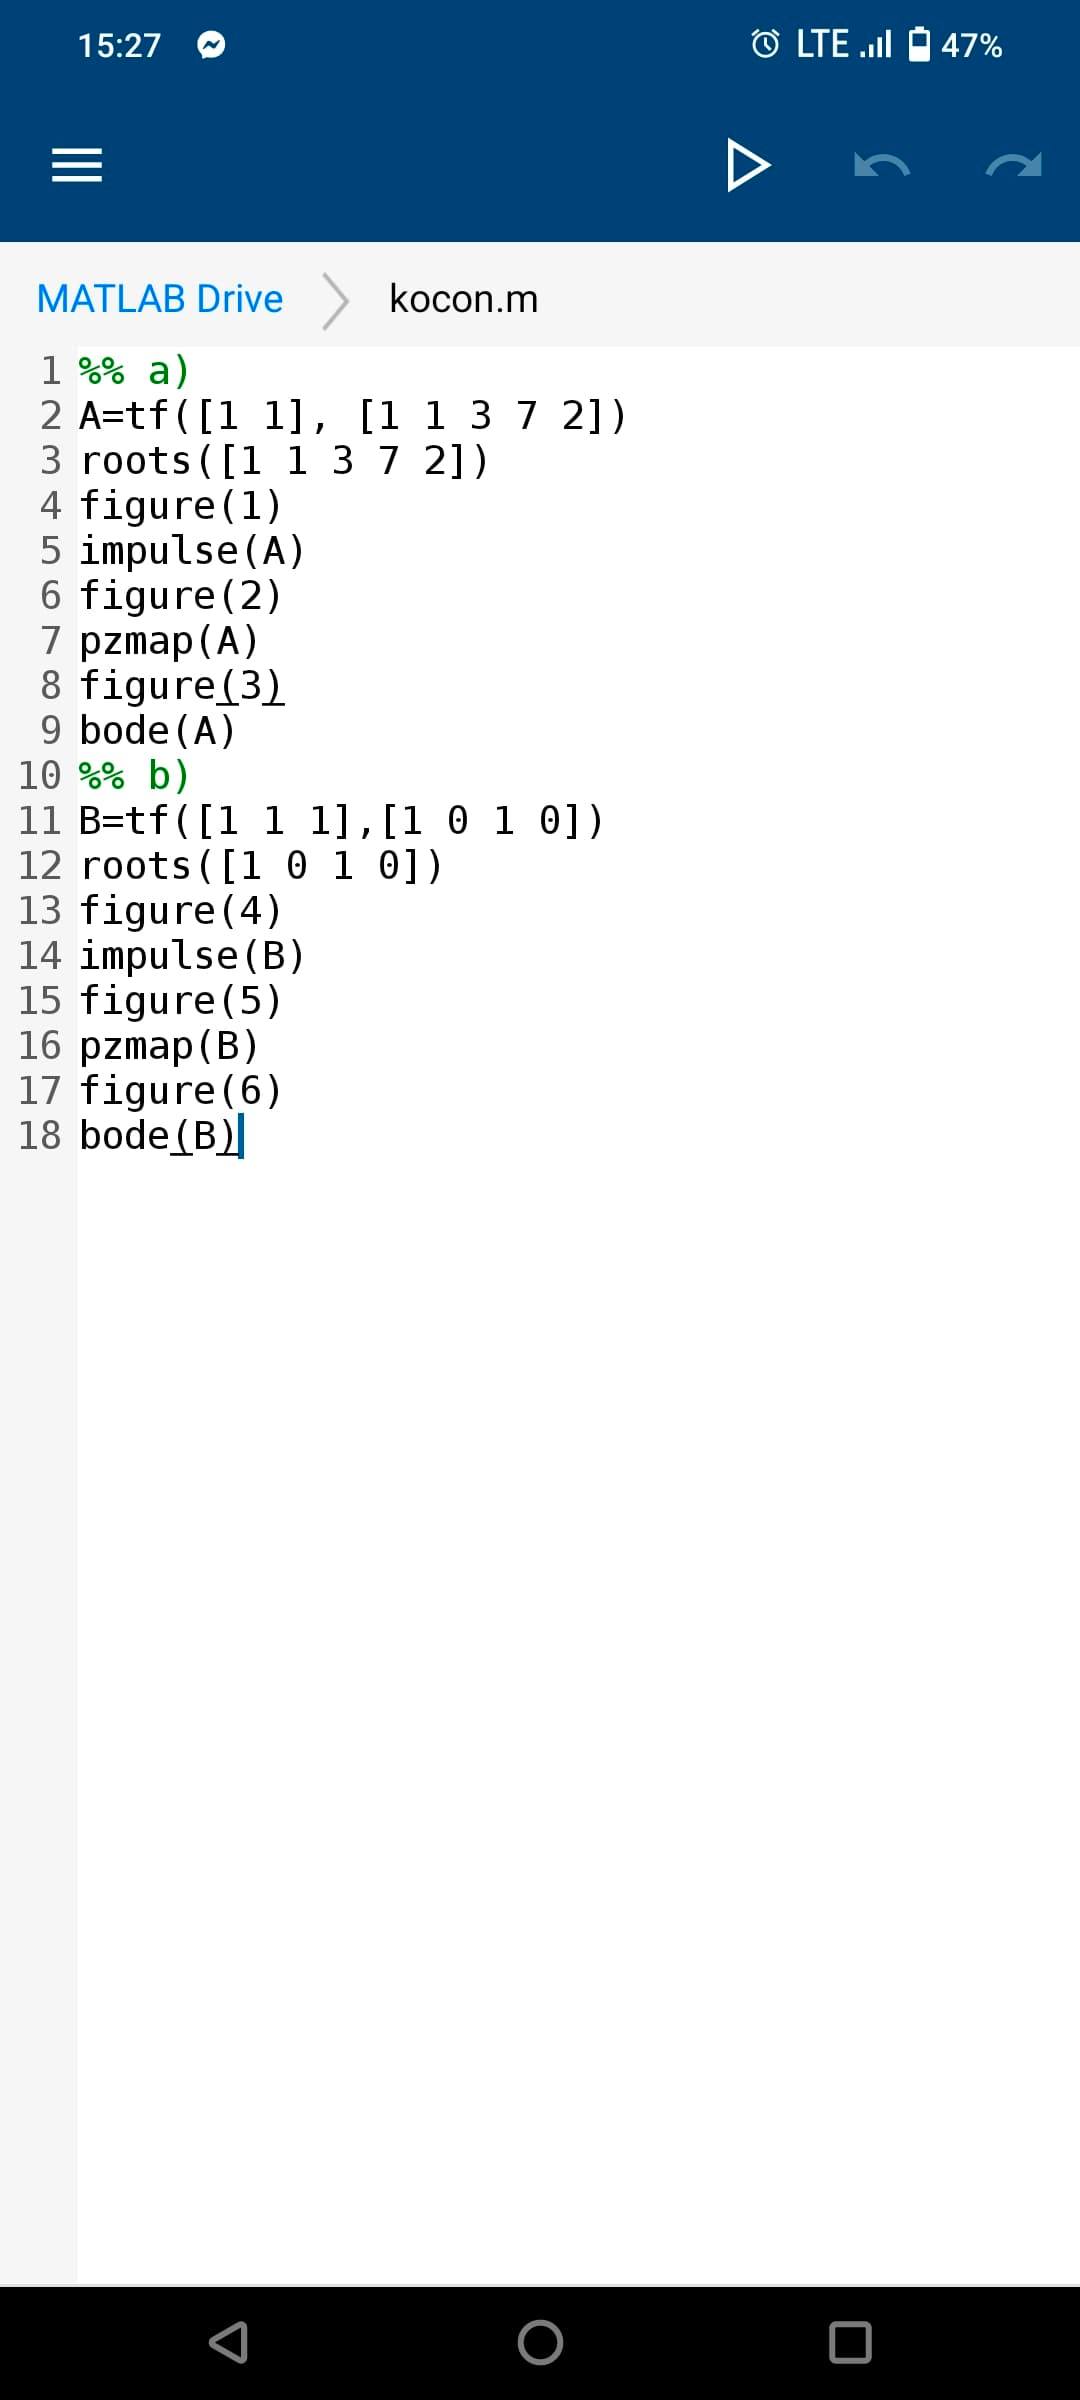 15:27 LTE 47%
MATLAB Drive kocon.m
1 %% a)
2 A=tf([1 1], [1 1 3 7 2])
3 roots([1 1 3 7 2])
4 figure(1)
5 impulse(A)
6 figure(2)
7 pzmap(A)
8 figure(3)
9 bode(A)
10 %% b)
11 B=tf([1 1 1],[1 0 1 0])
12 roots([1 0 1 0])
13 figure(4)
14 impulse(B)
15 figure(5)
16 pzmap(B)
17 figure(6)
18 bode(B)